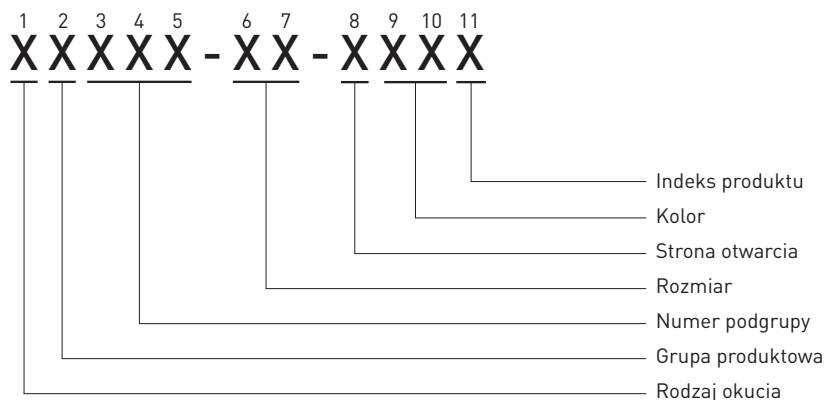 1 2 3 4 5 6 7 8 9 10 11
X X X X X - X X - X X X X
Indeks produktu
Kolor
Strona otwarcia
Rozmiar
Numer podgrupy
Grupa produktowa
Rodzaj okucia